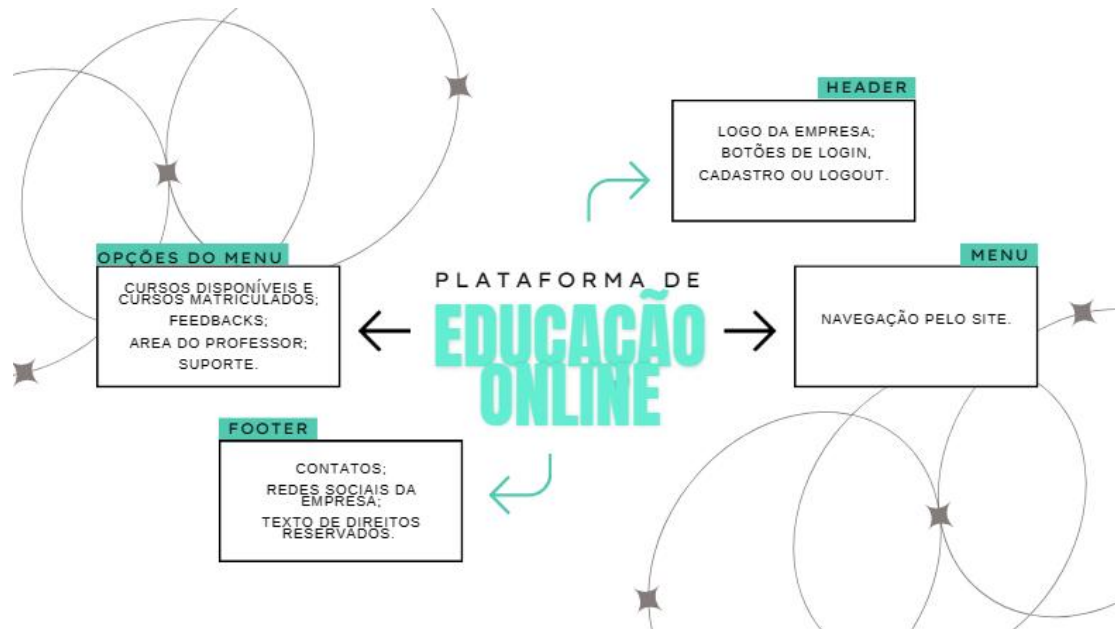 HEADER
LOGO DA EMPRESA;
BOTÕES DE LOGIN,
CADASTRO OU LOGOUT.
OPÇÕES DO MENU
CURSOS DISPONÍVEIS E
CURSOS MATRICULADOS;
FEEDBACKS;
AREA DO PROFESSOR;
SUPORTE.
PLATAFORMA DE
EDUCAÇÃO
ONLINE
MENU
NAVEGAÇÃO PELO SITE.
FOOTER
CONTATOS;
REDES SOCIAIS DA
EMPRESA;
TEXTO DE DIREITOS
RESERVADOS.